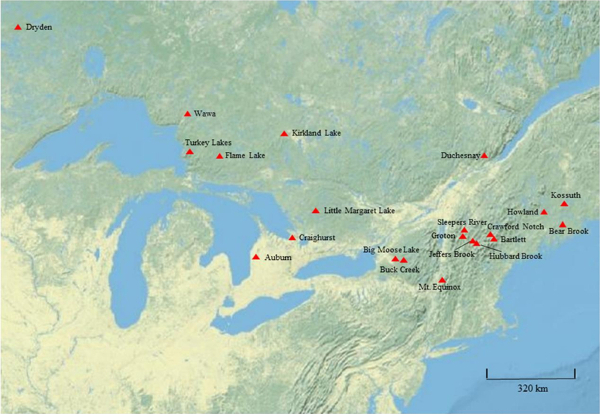 Dryden
Wawa
Kirkland Lake
Turkey Lakes
Flame Lake
Duchesnay
Kossuth
Little Margaret Lake
Howland
Sleepers River
Crawford Notch
Bear Brook
Groton
Bartlett
Craighurst
Big Moose Lake
Jeffers Brook
Hubbard Brook
Auburn
Buck Creek
Mt. Equinox
320 km